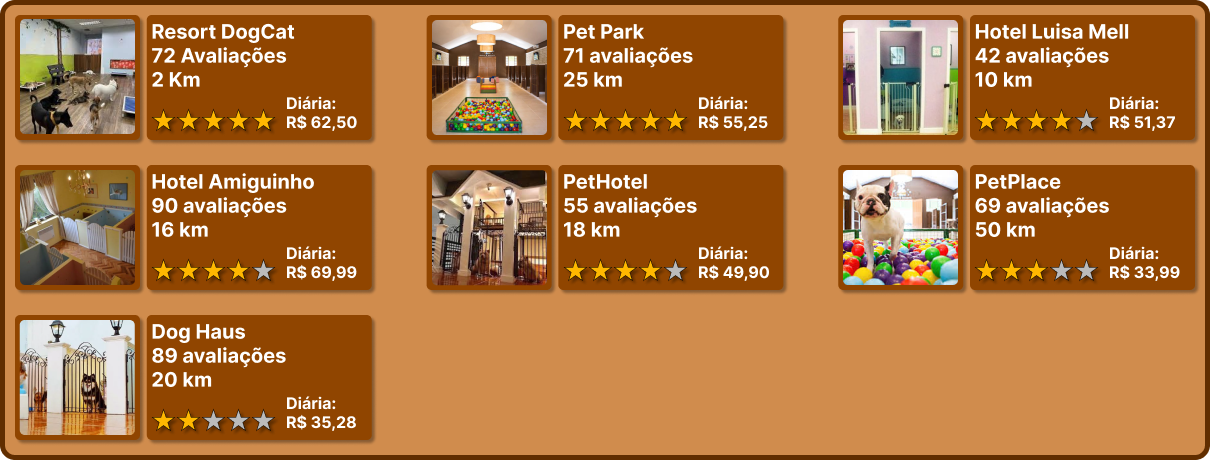 Resort DogCat
72 Avaliações
2 Km
Diária:
R$ 62,50
Pet Park
71 avaliações
25 km
Diária:
R$ 55,25
Hotel Luisa Mell
42 avaliações
10 km
Diária:
R$ 51,37
Hotel Amiguinho
90 avaliações
16 km
Diária:
R$ 69,99
PetHotel
55 avaliações
18 km
Diária:
R$ 49,90
PetPlace
69 avaliações
50 km
Diária:
R$ 33,99
Dog Haus
89 avaliações
20 km
Diária:
R$ 35,28